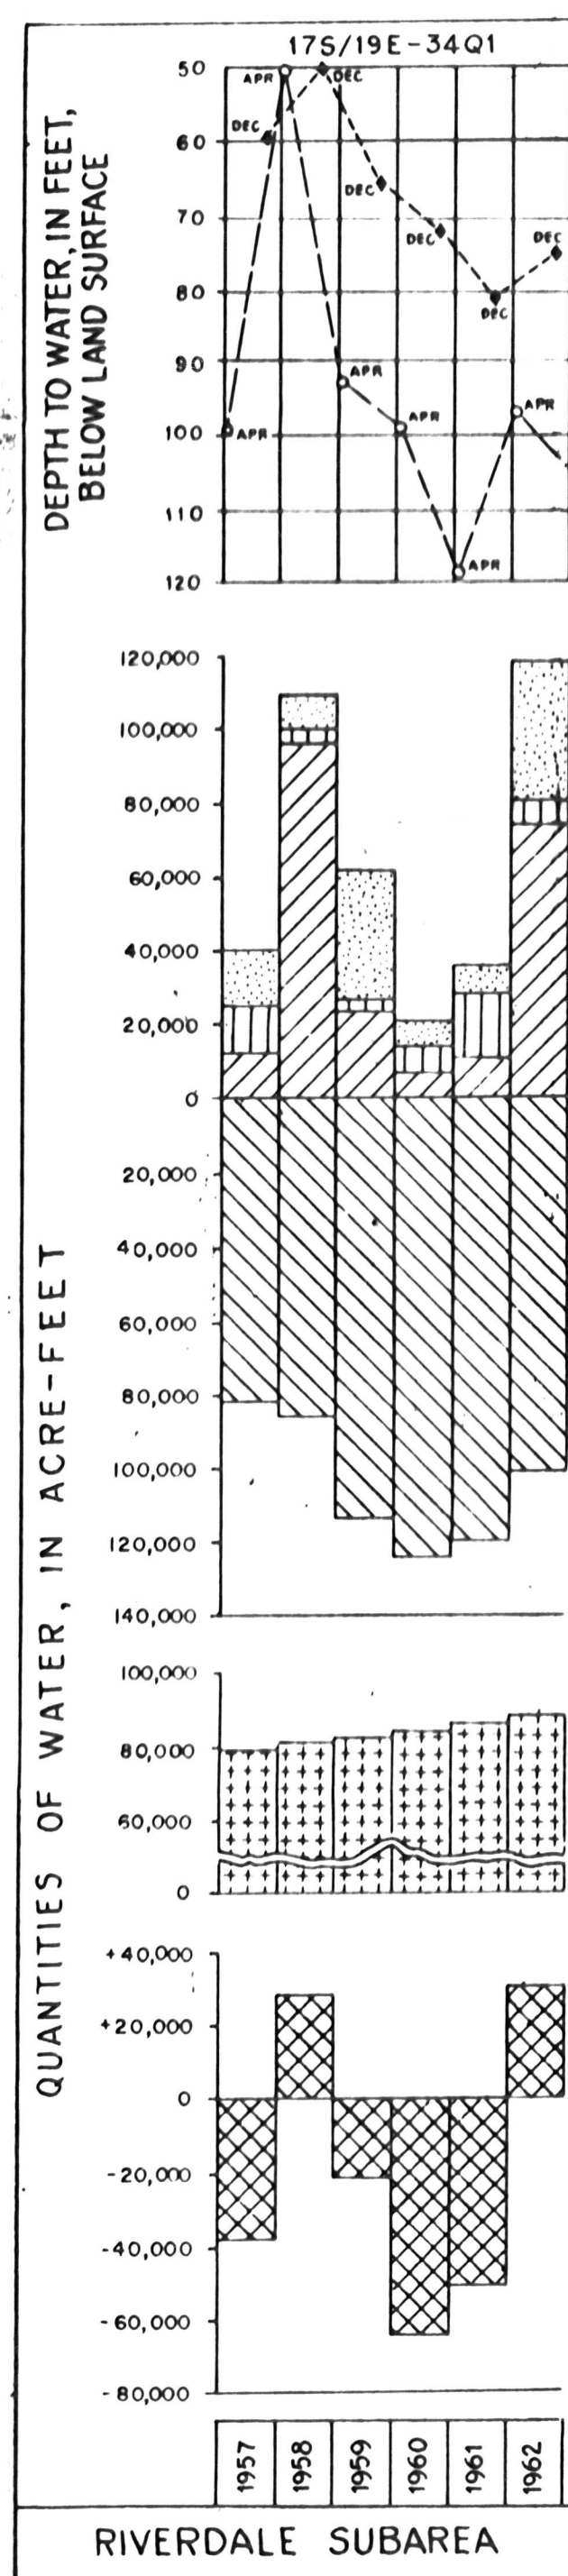 17S/19E-34Q1
DEPTH TO WATER, IN FEET,
BELOW LAND SURFACE
50
60
70
80
90
100
110
120
APR
DEC
DEC
DEC
DEC
DEC
DEC
APR
APR
APR
APR
APR
QUANTITIES OF WATER, IN ACRE-FEET
120,000
100,000
80,000
60,000
40,000
20,000
0
20,000
40,000
60,000
80,000
100,000
120,000
140,000
100,000
80,000
60,000
0
+40,000
+20,000
0
-20,000
-40,000
-60,000
-80,000
1957
1958
1959
1960
1961
1962
RIVERDALE SUBAREA